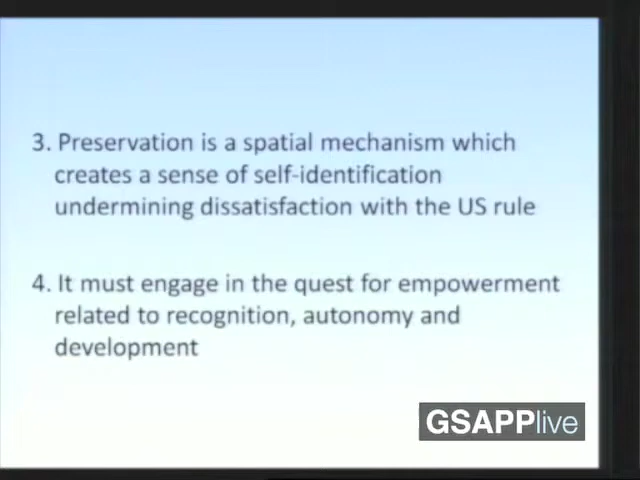 3. Preservation is a spatial mechanism which
creates a sense of self-identification
undermining dissatisfaction with the US rule
4. It must engage in the quest for empowerment
related to recognition, autonomy and
development
GSAPPlive